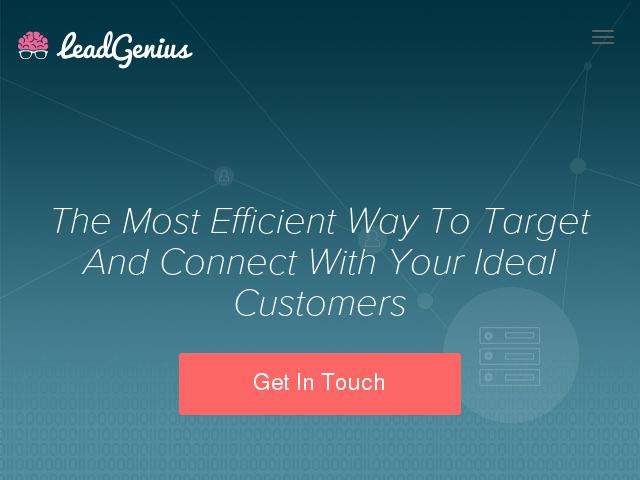 LeadGenius
The Most Efficient Way To Target
And Connect With Your Ideal
Customers
Get In Touch